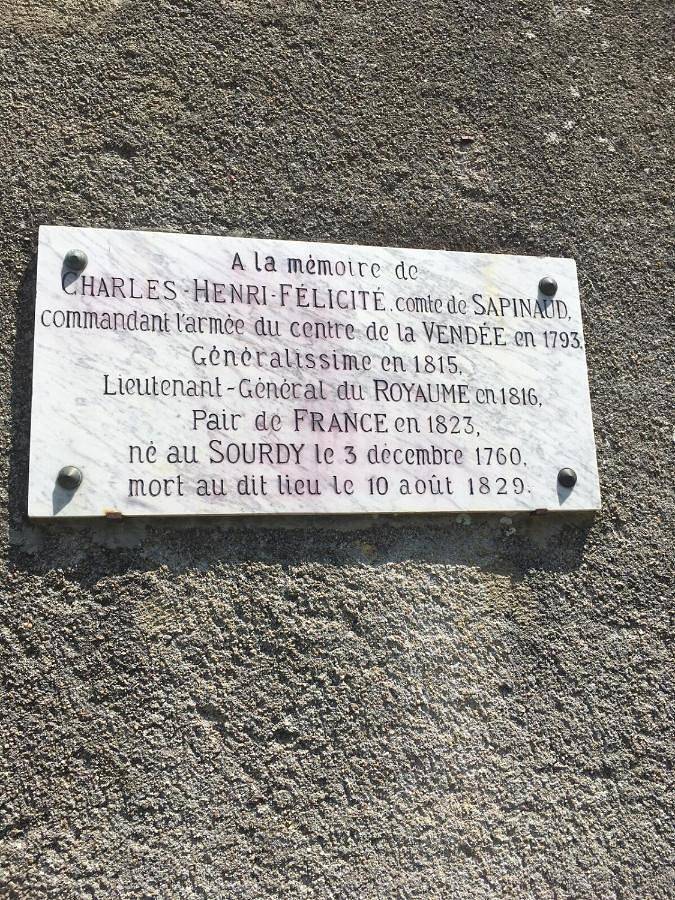 A la mémoire de
CHARLES-HENRI-FÉLICITÉ, comte de SAPINAUD,
commandant l'armée du centre de la VENDÉE en 1793,
Généralissime en 1815,
Lieutenant-Général du ROYAUME en 1816,
Pair de FRANCE en 1823,
né au SOURDY le 3 décembre 1760,
mort au dit lieu le 10 août 1829.